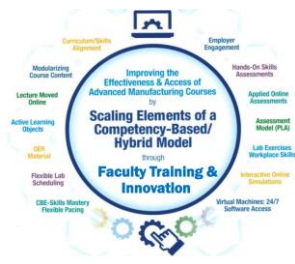 Curriculum/Skills
Alignment
Modularizing
Course Content
Lecture Moved
Online
Active Learning
Objects
OER
Material
Flexible Lab
Scheduling
CBE-Skills Mastery
Flexible Pacing
Improving the
Effectiveness & Access of
Advanced Manufacturing Courses
by
Scaling Elements of a
Competency-Based/
Hybrid Model
through
Faculty Training &
Innovation
Employer
Engagement
Hands-On Skills
Assessments
Applied Online
Assessments
Assessment
Model (PLA)
Lab Exercises
Workplace Skills
Interactive Online
Simulations
Virtual Machines: 24/7
Software Access